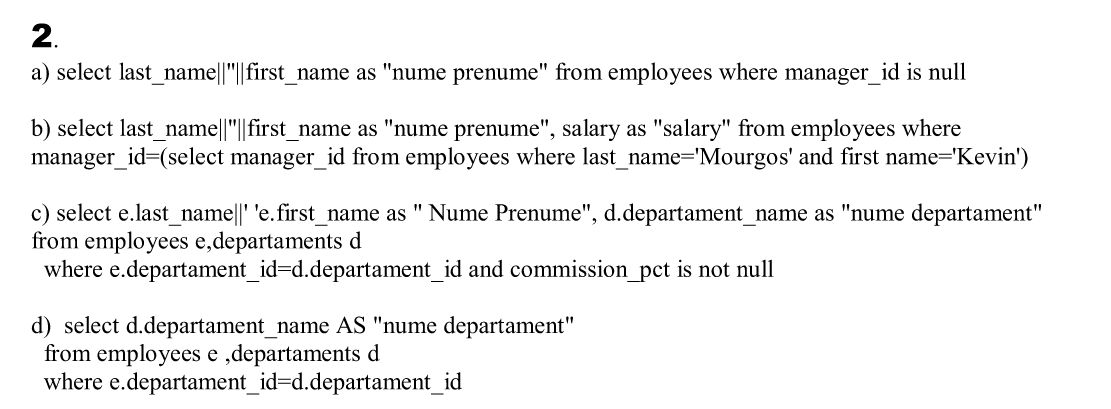 2.
a) select last_name||''||first_name as "nume prenume" from employees where manager_id is null
b) select last_name||''||first_name as "nume prenume", salary as "salary" from employees where
manager_id=(select manager_id from employees where last_name='Mourgos' and first name='Kevin')
c) select e.last_name||' 'e.first_name as " Nume Prenume", d.departament_name as "nume departament"
from employees e,departaments d
where e.departament_id=d.departament_id and commission_pct is not null
d) select d.departament_name AS "nume departament"
from employees e ,departaments d
where e.departament_id=d.departament_id